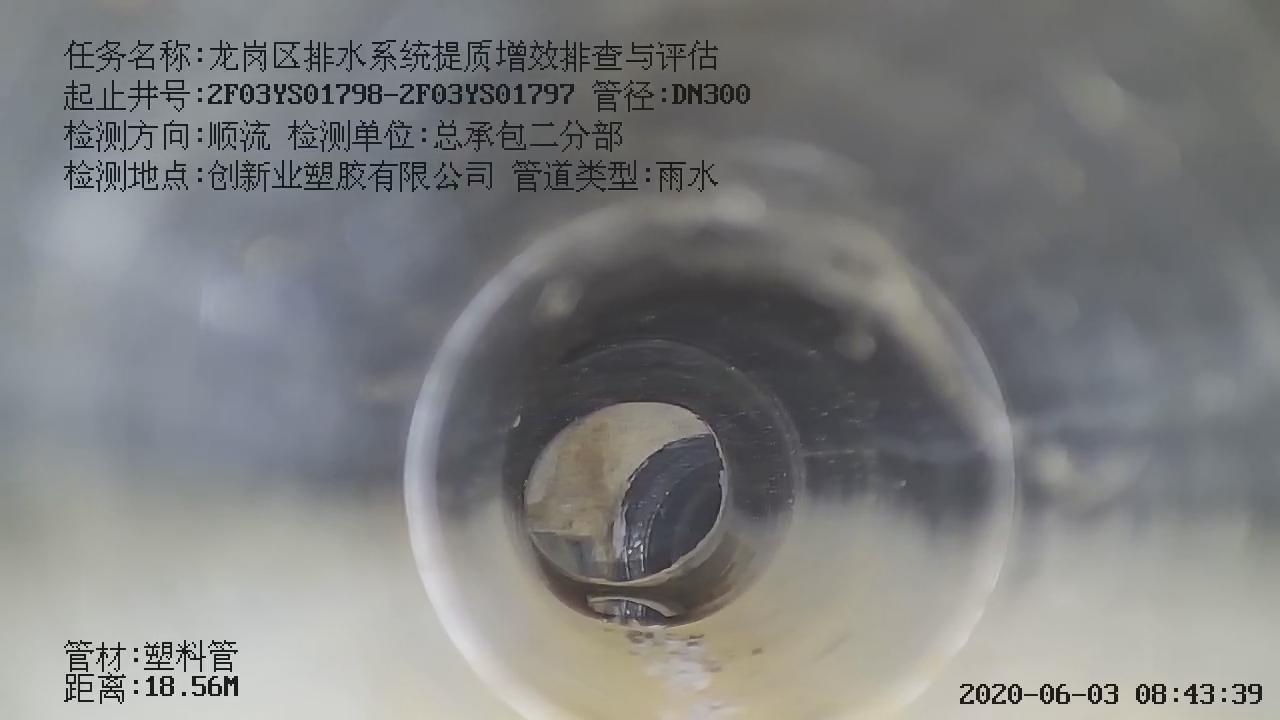 任务名称:龙岗区排水系统提质增效排查与评估
起止井号:2F03YS01798-2F03YS01797 管径:DN300
检测方向:顺流 检测单位:总承包二分部
检测地点:创新业塑胶有限公司 管道类型:雨水
管材:塑料管
距离:18.56M
2020-06-03 08:43:39